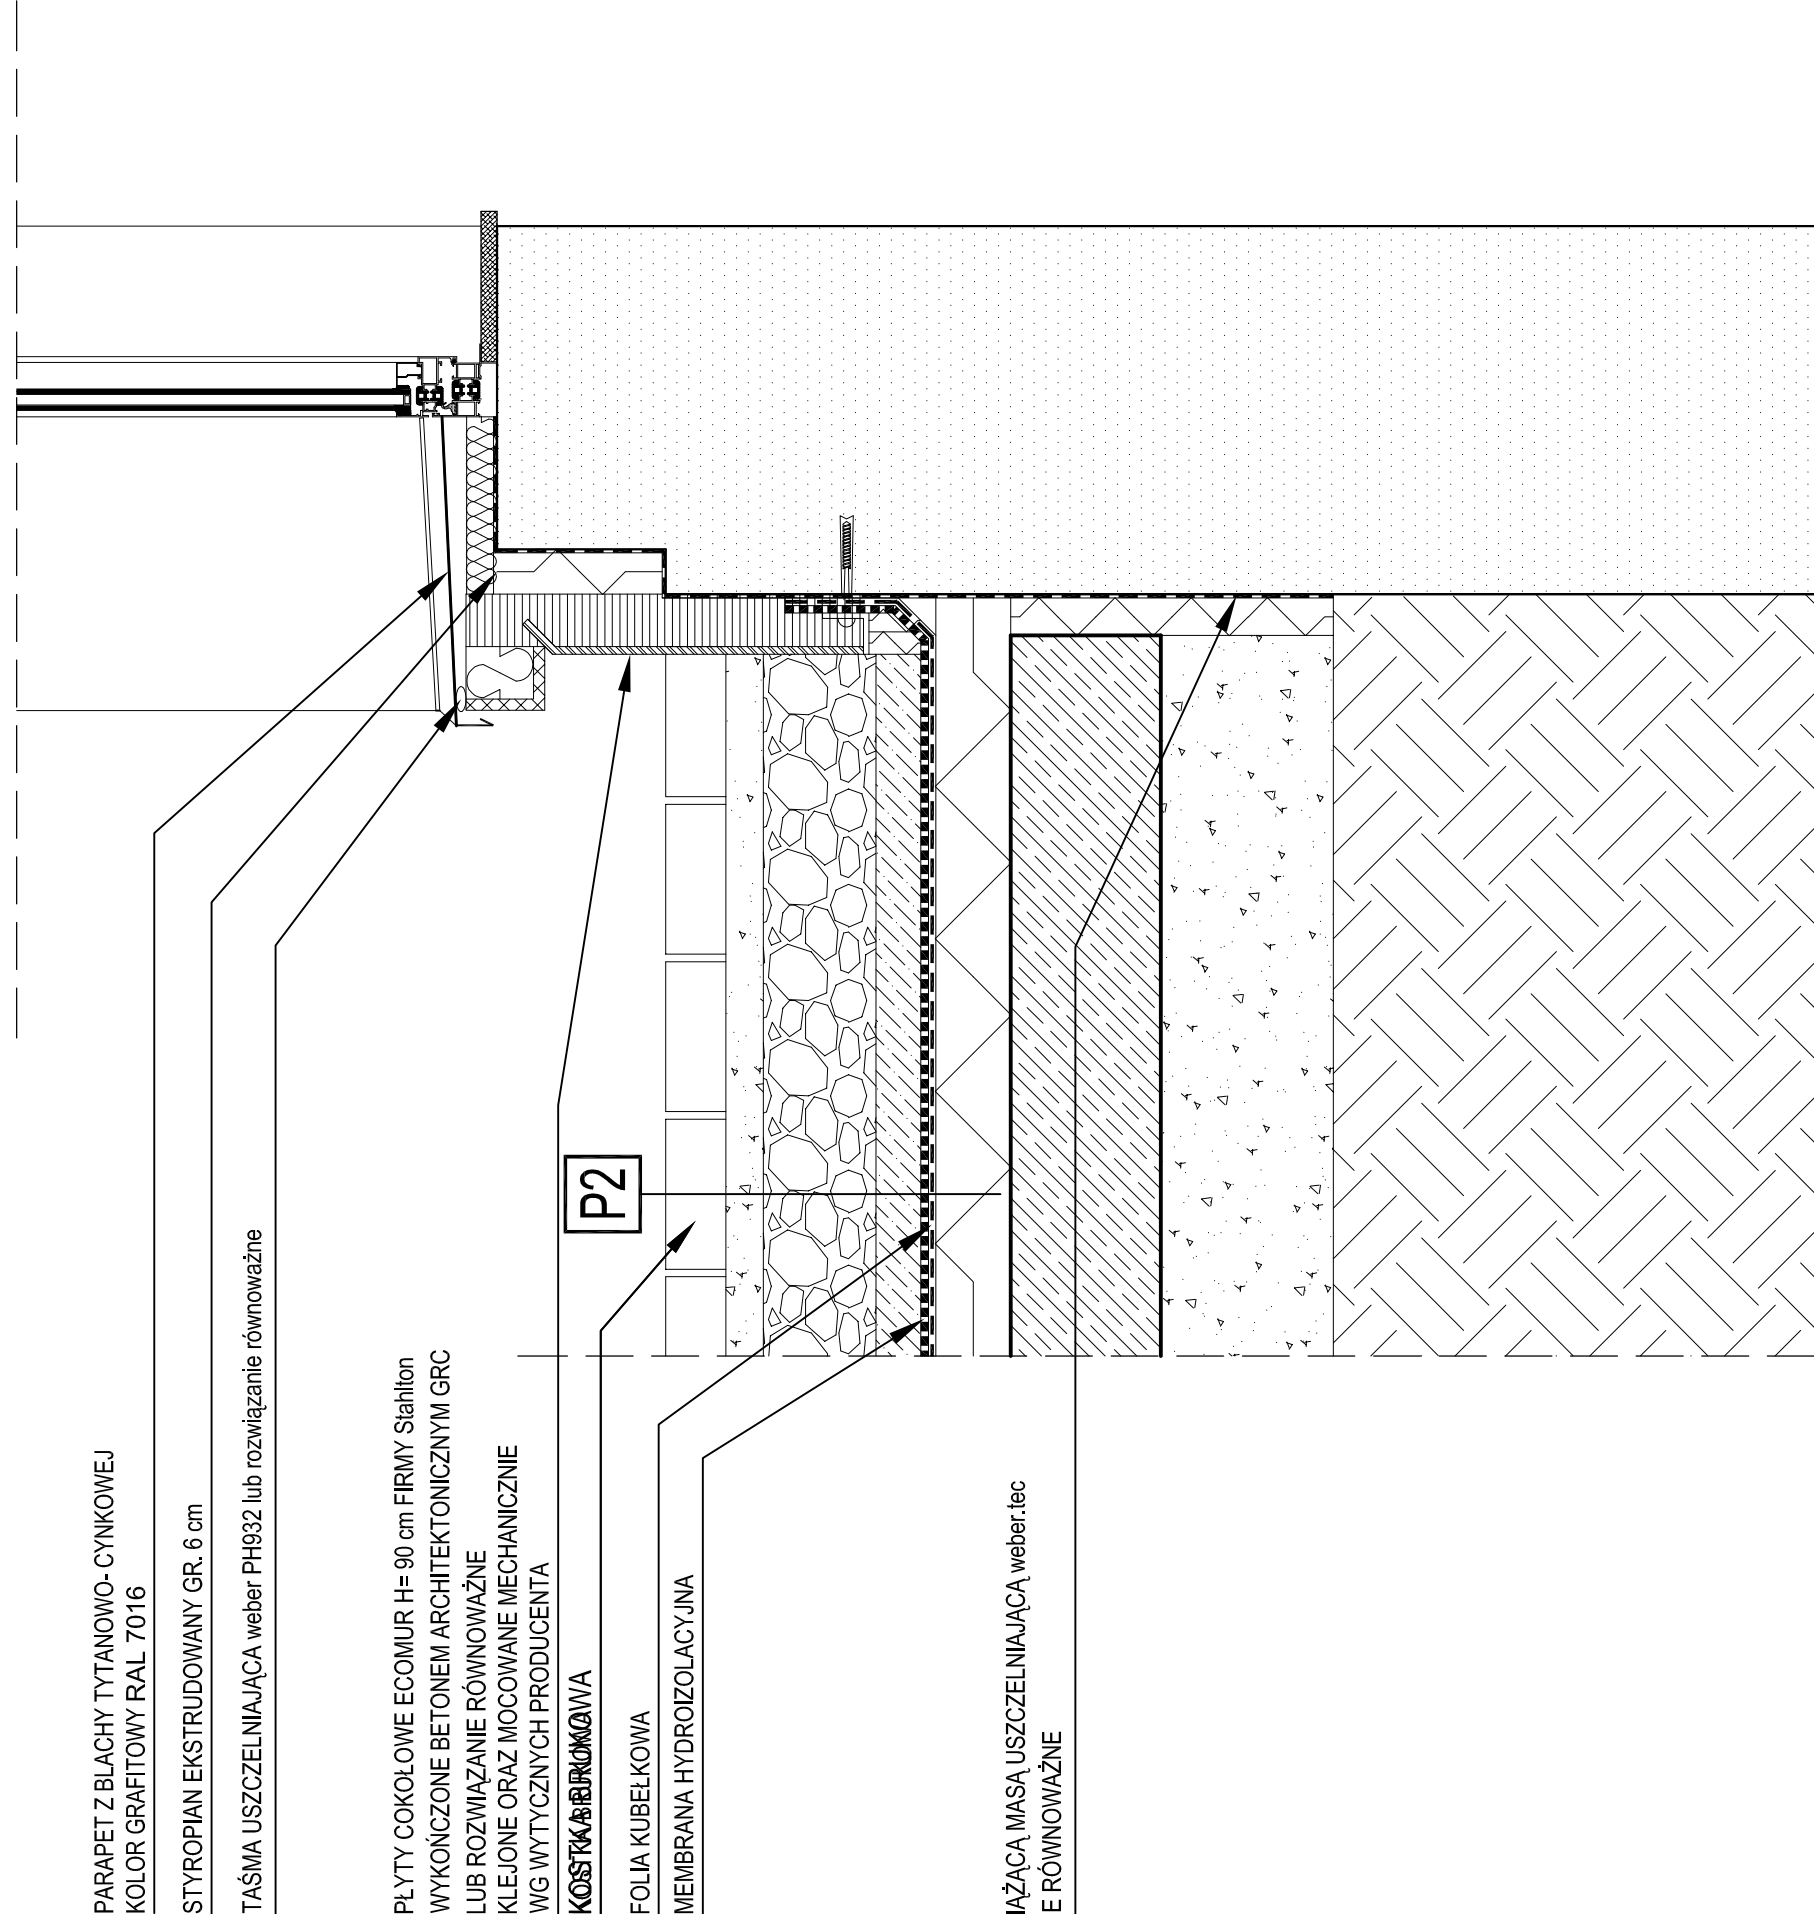 PARAPET Z BLACHY TYTANOWO- CYNKOWEJ
KOLOR GRAFITOWY RAL 7016
STYROPIAN EKSTRUDOWANY GR. 6 cm
TAŚMA USZCZELNIAJĄCA weber PH932 lub rozwiązanie równoważne
PŁYTY COKOŁOWE ECOMUR H= 90 cm FIRMY Stahlton
WYKOŃCZONE BETONEM ARCHITEKTONICZNYM GRC
LUB ROZWIĄZANIE RÓWNOWAŻNE
KLEJONE ORAZ MOCOWANE MECHANICZNIE
WG WYTYCZNYCH PRODUCENTA
KOSTKA BRUKOWA
P2
FOLIA KUBEŁKOWA
MEMBRANA HYDROIZOLACYJNA
IĄŻĄCĄ MASĄ USZCZELNIAJĄCĄ weber.tec
E RÓWNOWAŻNE